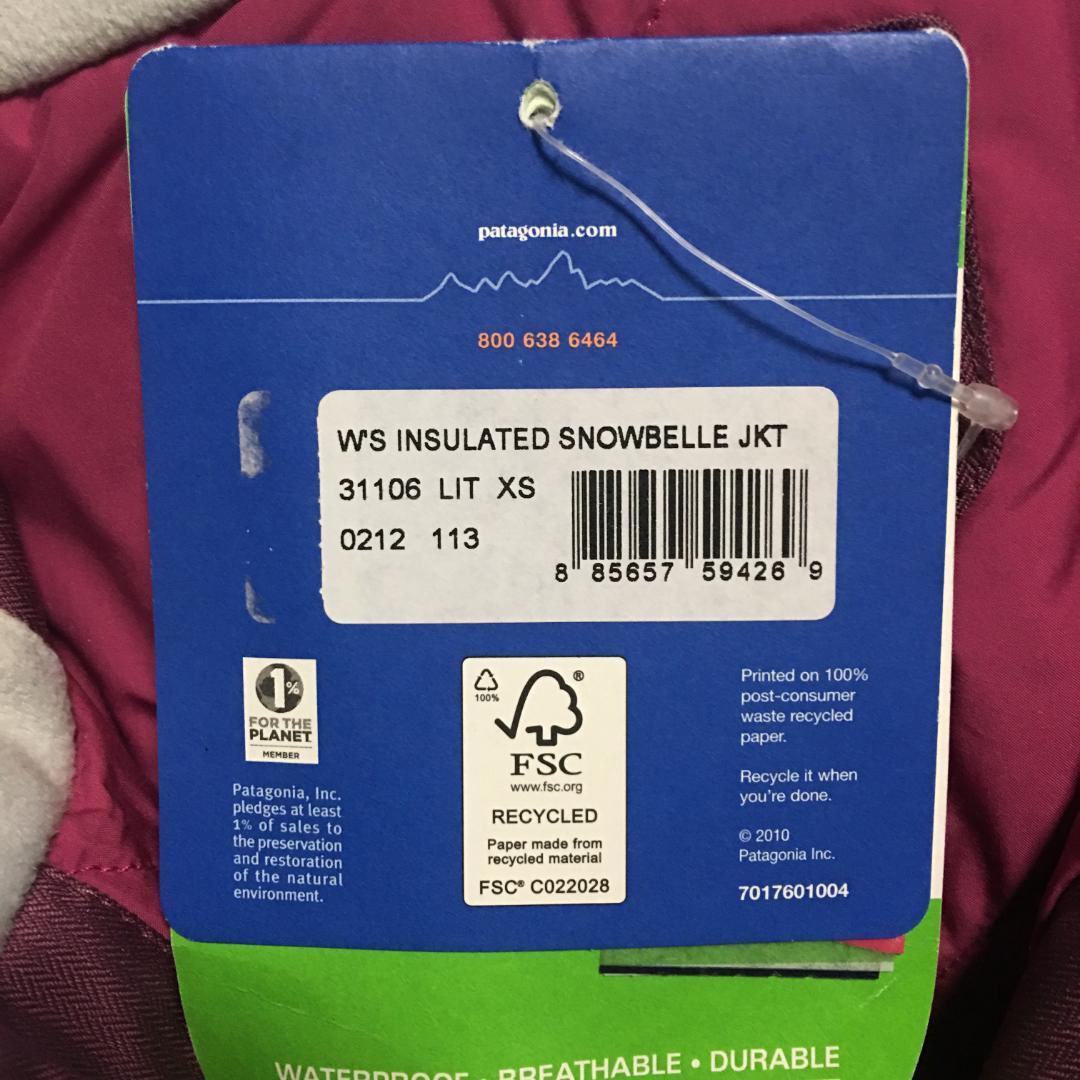 patagonia.com
800 638 6464
W'S INSULATED SNOWBELLE JKT
31106 LIT XS
0212 113
8 85657 59426 9
1%
FOR THE
PLANET
MEMBER
Patagonia, Inc.
pledges at least
1% of sales to
the preservation
and restoration
of the natural
environment.
100%
®
FSC
www.fsc.org
RECYCLED
Paper made from
recycled material
FSC® C022028
Printed on 100%
post-consumer
waste recycled
paper.
Recycle it when
you're done.
© 2010
Patagonia Inc.
7017601004
WATERPROOF • BREATHABLE • DURABLE